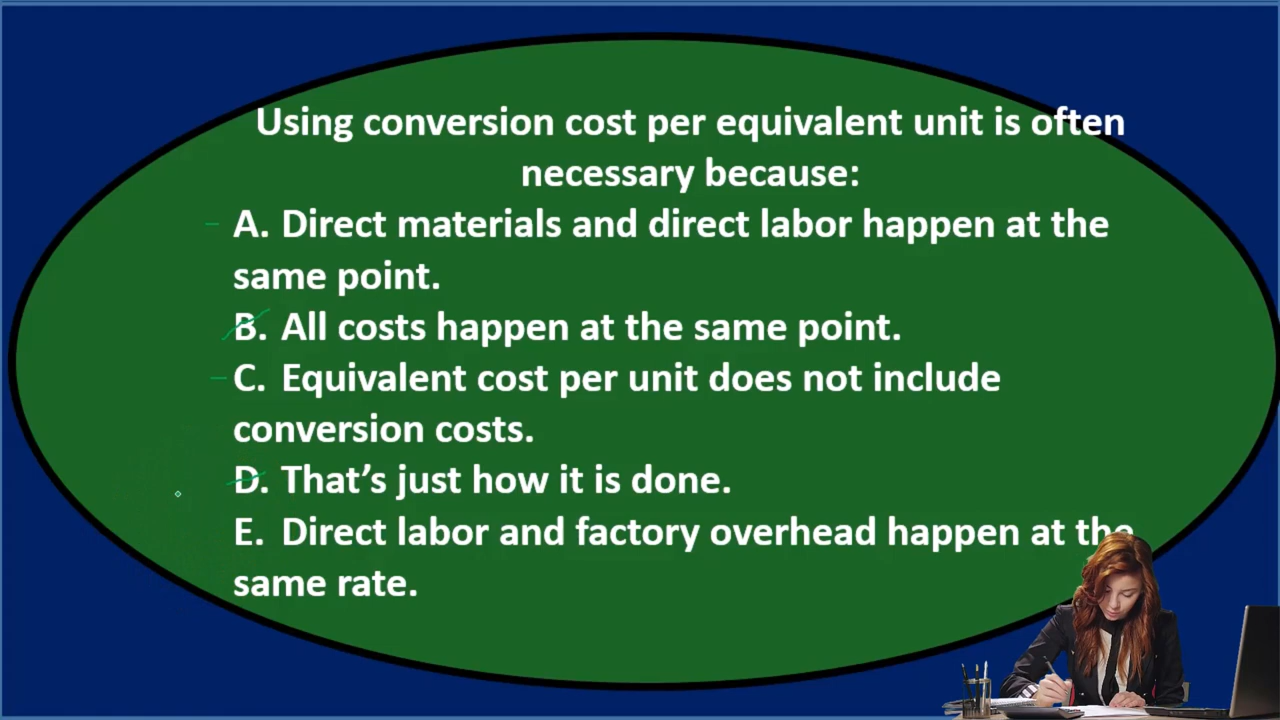 Using conversion cost per equivalent unit is often
necessary because:
A. Direct materials and direct labor happen at the
same point.
B. All costs happen at the same point.
C. Equivalent cost per unit does not include
conversion costs.
D. That’s just how it is done.
E. Direct labor and factory overhead happen at the
same rate.